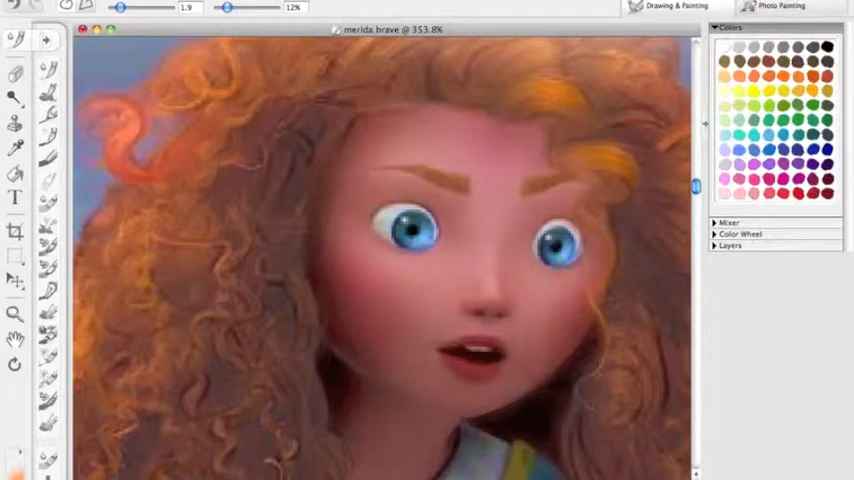 1.9 12% Drawing & Painting Photo Painting
merida brave @ 353.8%
Colors
Mixer
Color Wheel
Layers
T